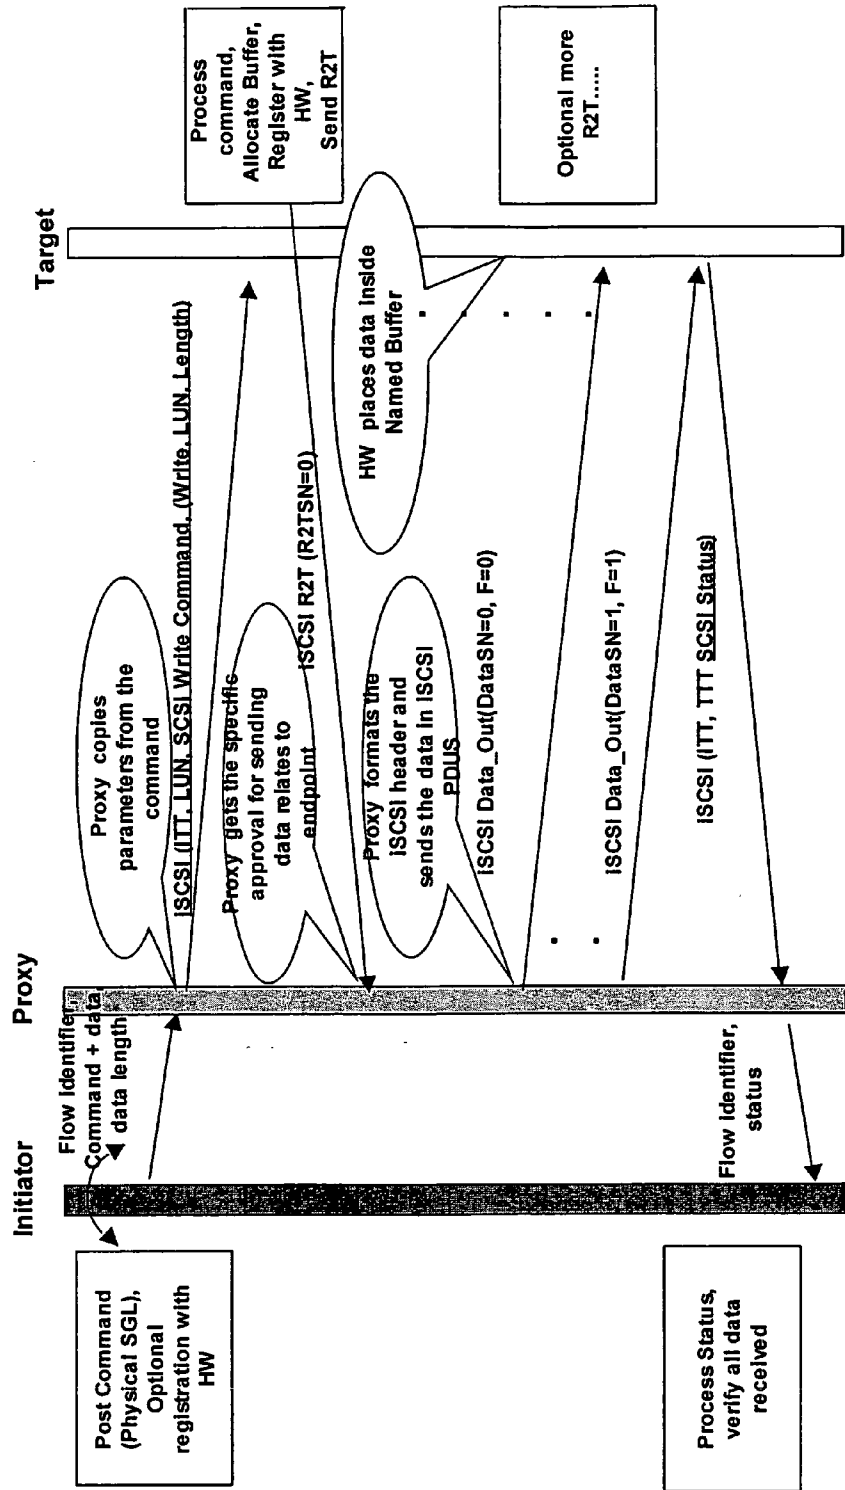 Initiator
Proxy
Target
Post Command
(Physical SGL),
Optional
registration with
HW
Flow identifier,
Command + data,
data length
Proxy copies
parameters from the
command
iSCSI (ITT, LUN, SCSI Write Command, (Write, LUN, Length)
Process
command,
Allocate Buffer,
Register with
HW,
Send R2T
Proxy gets the specific
approval for sending
data relates to
endpoint
iSCSI R2T (R2TSN=0)
Proxy formats the
iSCSI header and
sends the data in iSCSI
PDUS
HW places data inside
Named Buffer
iSCSI Data_Out(DataSN=0, F=0)
Optional more
R2T.....
iSCSI Data_Out(DataSN=1, F=1)
iSCSI (ITT, TTT SCSI Status)
Flow identifier,
status
Process Status,
verify all data
received